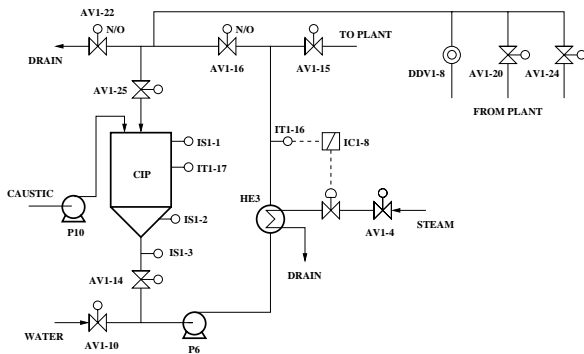 AV1-22
N/O
N/O
DRAIN
AV1-16
AV1-15
TO PLANT
DDV1-8
AV1-20
AV1-24
FROM PLANT
AV1-25
IS1-1
IT1-16
IC1-8
CIP
IT1-17
CAUSTIC
HE3
P10
IS1-2
AV1-4
STEAM
IS1-3
DRAIN
AV1-14
WATER
AV1-10
P6